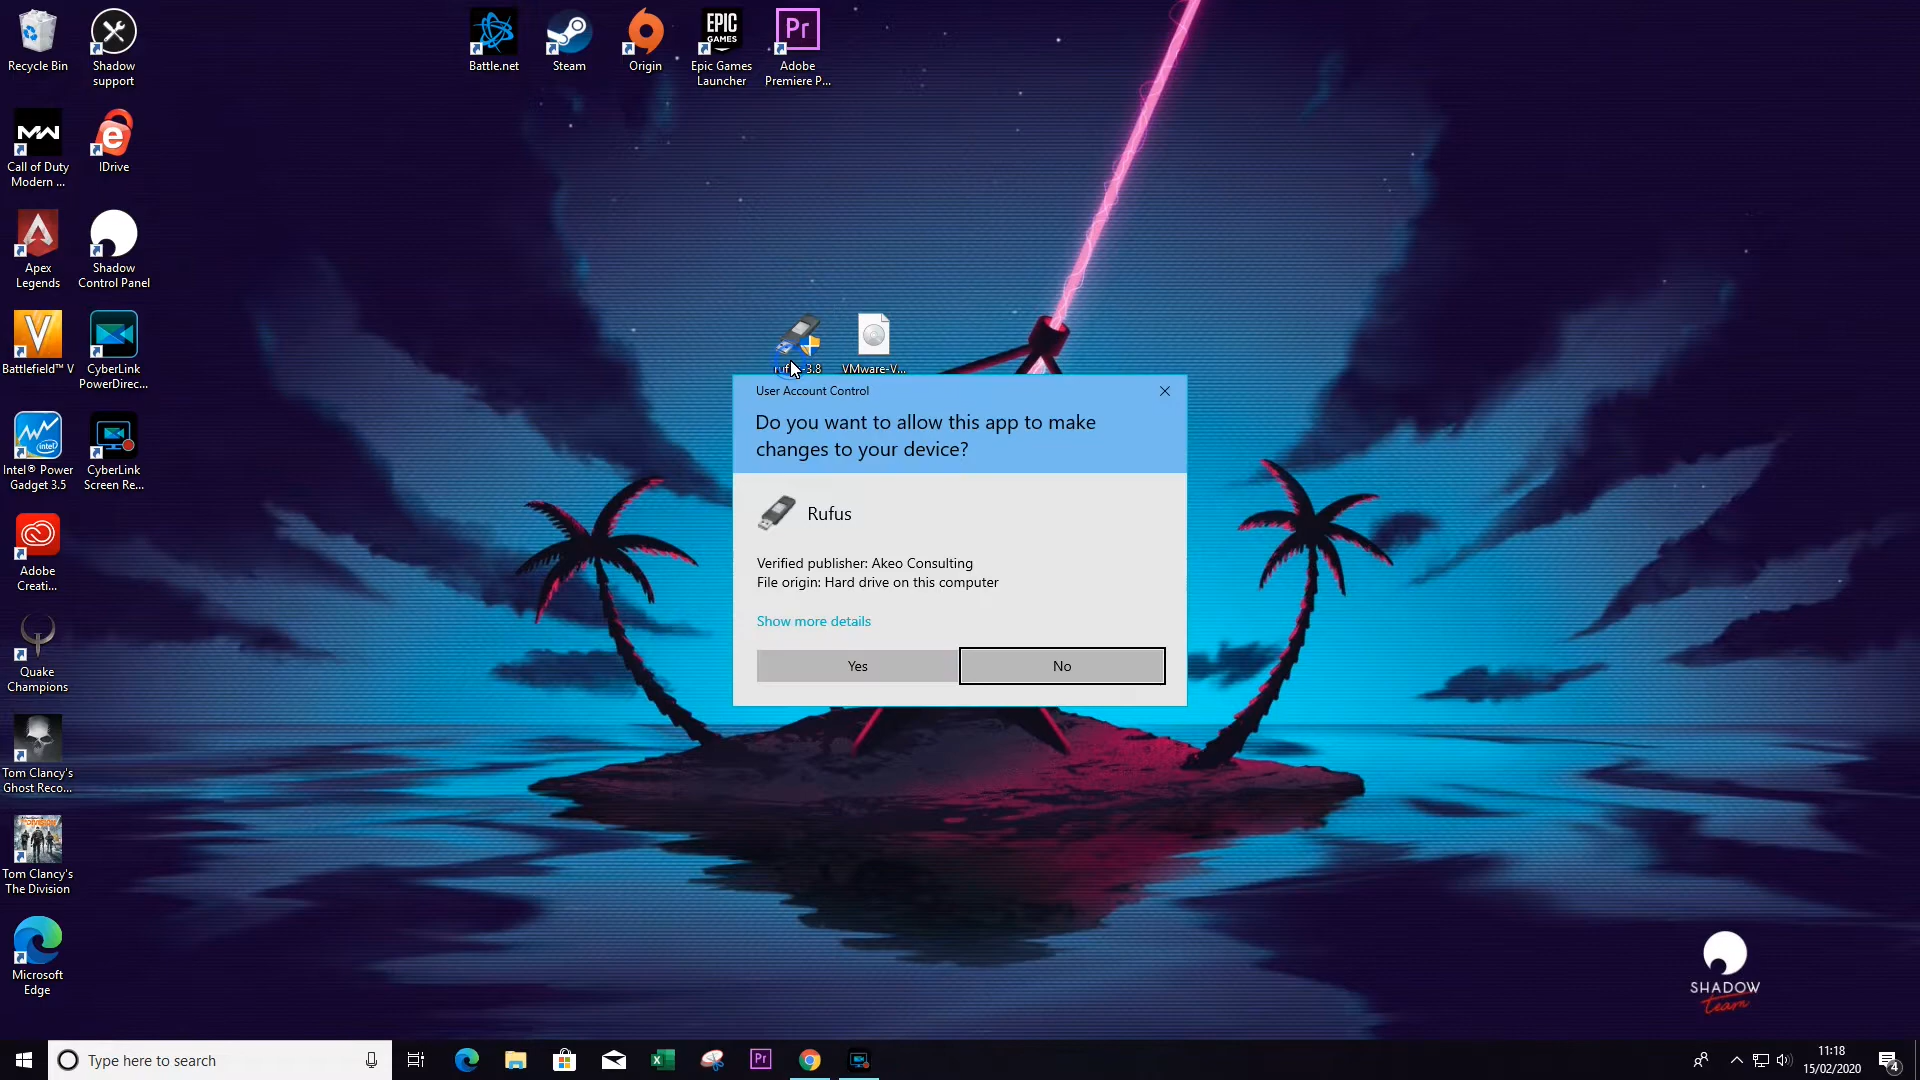 Recycle Bin
Shadow
support
Battle.net
Steam
Origin
EPIC
GAMES
Epic Games
Launcher
Pr
Adobe
Premiere P...
MW
Call of Duty
Modern ...
e
IDrive
Apex
Legends
Shadow
Control Panel
V
Battlefield™ V
CyberLink
PowerDirec...
intel
Intel® Power
Gadget 3.5
CyberLink
Screen Re...
Adobe
Creati...
Quake
Champions
Tom Clancy's
Ghost Reco...
Tom Clancy's
The Division
Microsoft
Edge
VMware-V...
User Account Control
Do you want to allow this app to make
changes to your device?
Rufus
Verified publisher: Akeo Consulting
File origin: Hard drive on this computer
Show more details
Yes
No
SHADOW
team
Type here to search
Pr
11:18
15/02/2020
4